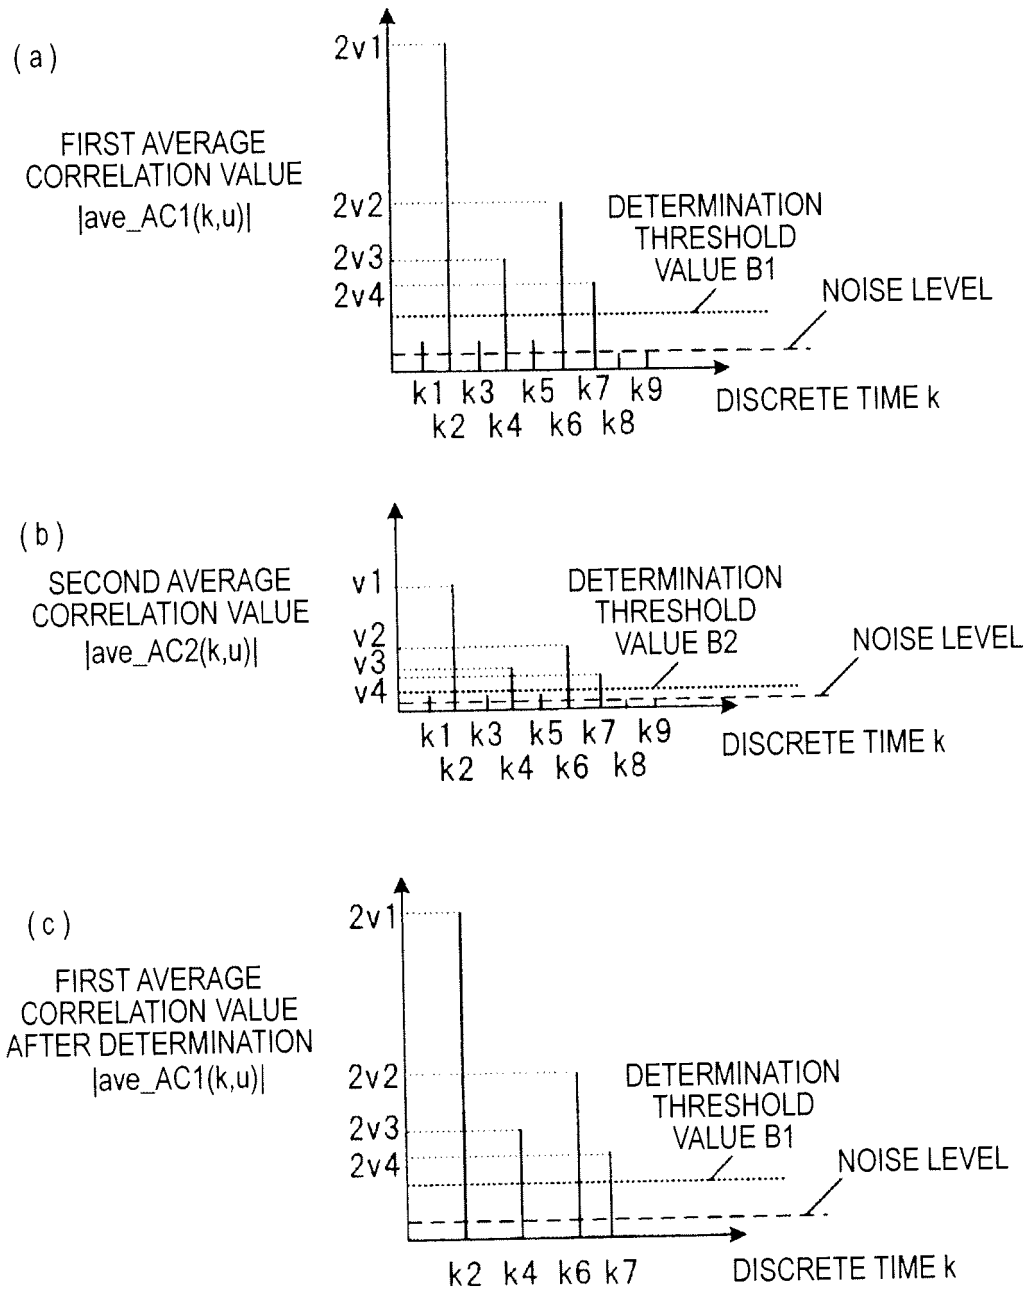 (a)
FIRST AVERAGE
CORRELATION VALUE
|ave_AC1(k,u)|
2v1
2v2
2v3
2v4
DETERMINATION
THRESHOLD
VALUE B1
NOISE LEVEL
k1 k3 k5 k7 k9
k2 k4 k6 k8
DISCRETE TIME k
(b)
SECOND AVERAGE
CORRELATION VALUE
|ave_AC2(k,u)|
v1
v2
v3
v4
DETERMINATION
THRESHOLD
VALUE B2
NOISE LEVEL
k1 k3 k5 k7 k9
k2 k4 k6 k8
DISCRETE TIME k
(c)
FIRST AVERAGE
CORRELATION VALUE
AFTER DETERMINATION
|ave_AC1(k,u)|
2v1
2v2
2v3
2v4
DETERMINATION
THRESHOLD
VALUE B1
NOISE LEVEL
k2 k4 k6 k7
DISCRETE TIME k